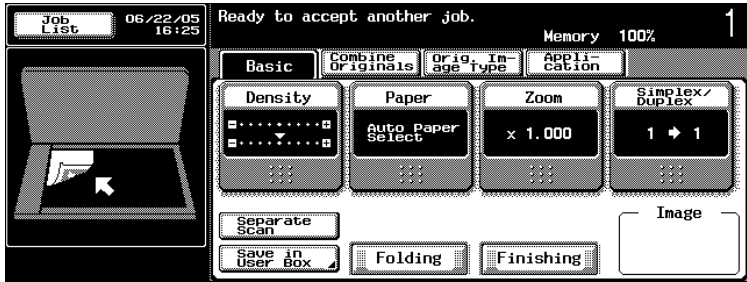 Job
List
06/22/05
16:25
Ready to accept another job.
Memory 100%
1
Basic
Combine
Originals
Orig. Im-
age Type
Appli-
cation
Density
Paper
Auto Paper
Select
Zoom
× 1.000
Simplex/
Duplex
1 ➔ 1
Separate
Scan
Save in
User Box
Folding
Finishing
Image